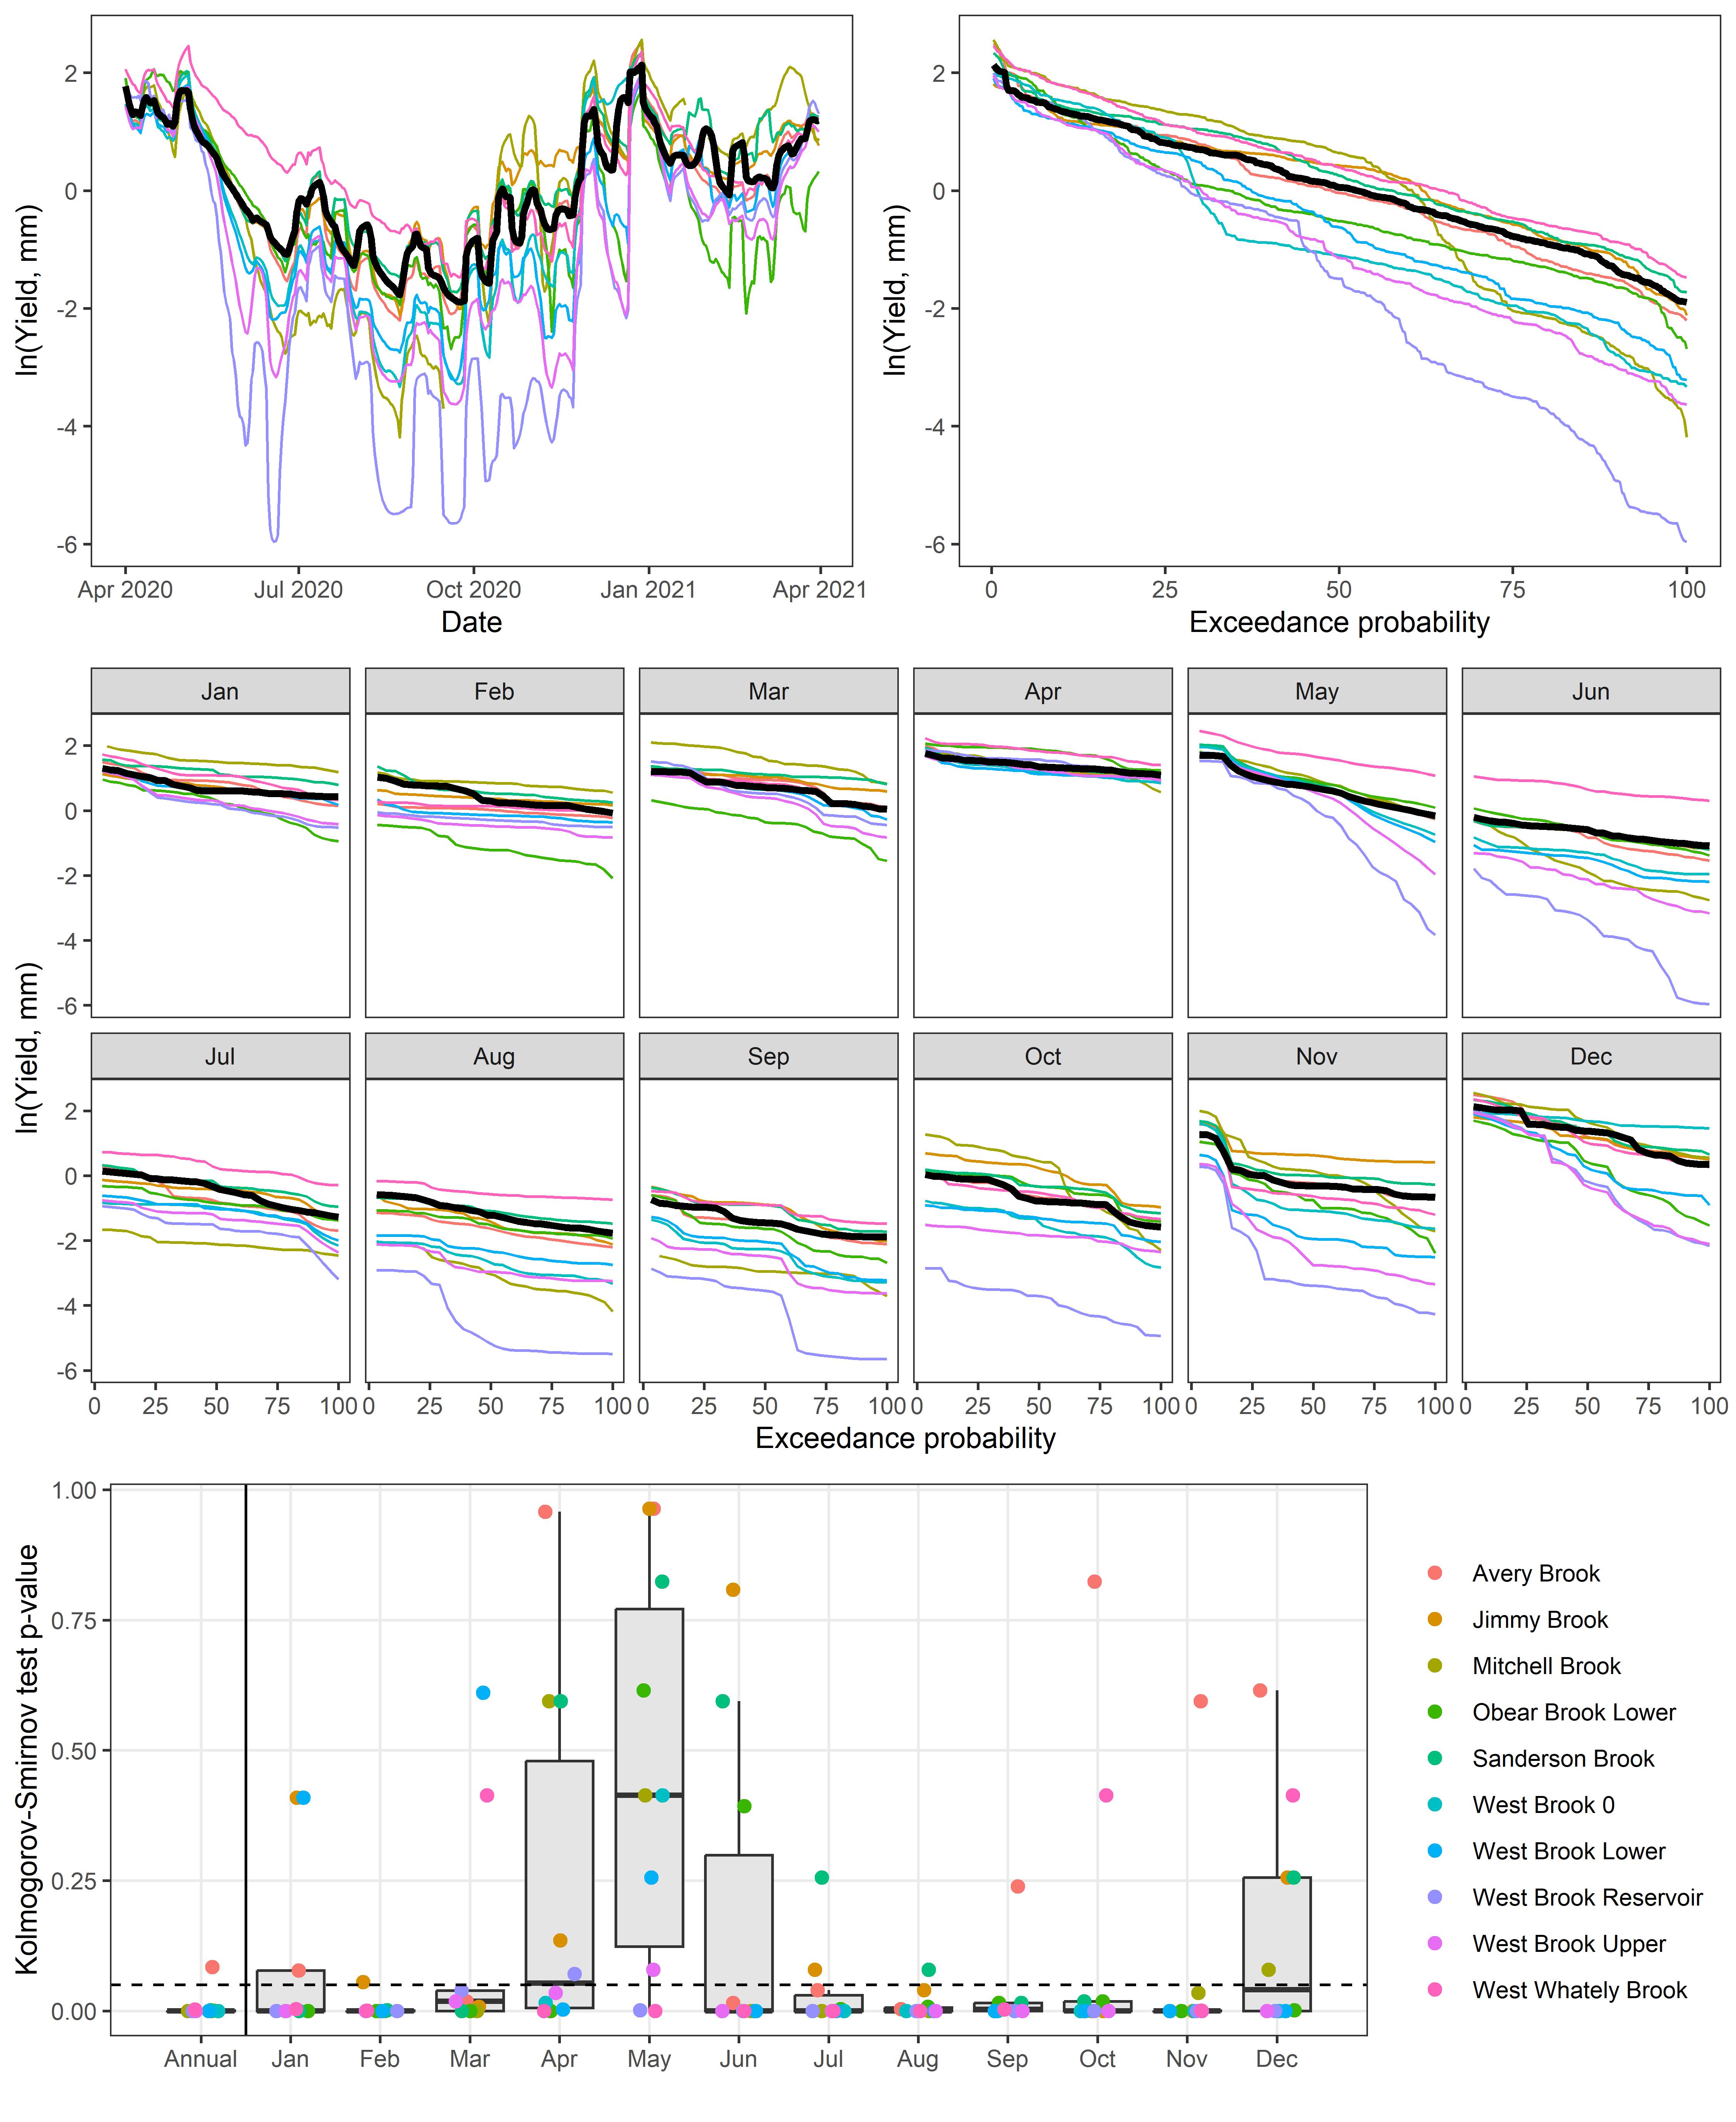 ln(Yield, mm)
2
0
-2
-4
-6
Apr 2020 Jul 2020 Oct 2020 Jan 2021 Apr 2021
Date
ln(Yield, mm)
2
0
-2
-4
-6
0 25 50 75 100
Exceedance probability
Jan Feb Mar Apr May Jun
2
0
-2
-4
-6
ln(Yield, mm)
Jul Aug Sep Oct Nov Dec
2
0
-2
-4
-6
0 25 50 75 100 0 25 50 75 100 0 25 50 75 100 0 25 50 75 100 0 25 50 75 100 0 25 50 75 100
Exceedance probability
Kolmogorov-Smirnov test p-value
1.00
0.75
0.50
0.25
0.00
Annual Jan Feb Mar Apr May Jun Jul Aug Sep Oct Nov Dec
Avery Brook
Jimmy Brook
Mitchell Brook
Obear Brook Lower
Sanderson Brook
West Brook 0
West Brook Lower
West Brook Reservoir
West Brook Upper
West Whately Brook